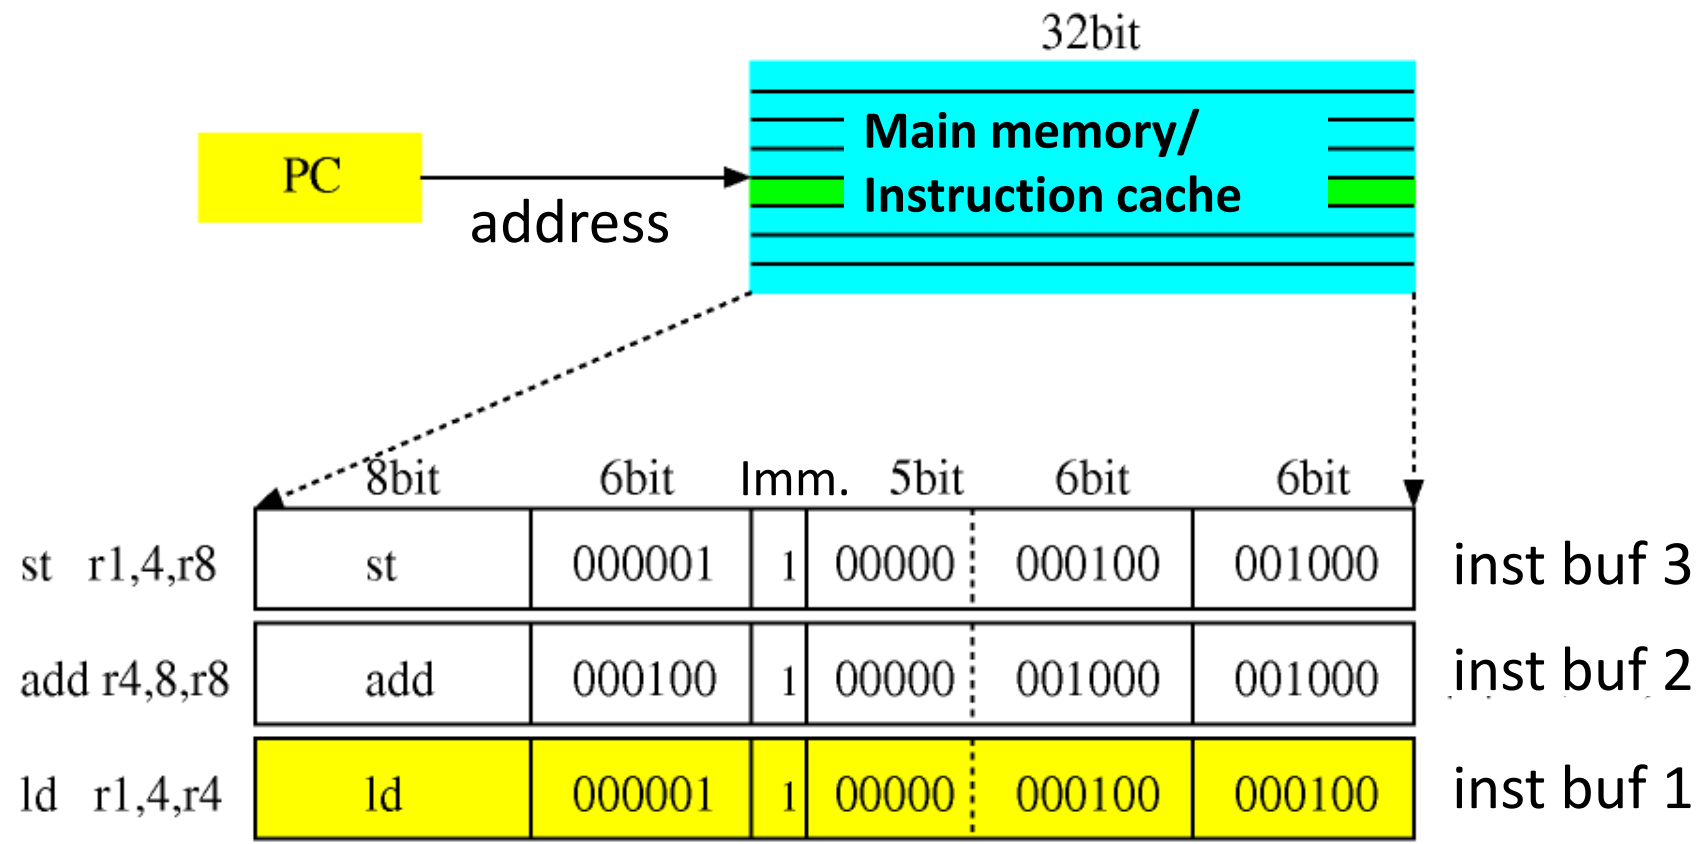 32bit
Main memory/
PC
Instruction cache
address
8bit 6bit Imm. 5bit 6bit 6bit
st r1,4,r8 st 000001 1 00000 000100 001000 inst buf 3
add r4,8,r8 add 000100 1 00000 001000 001000 inst buf 2
ld r1,4,r4 ld 000001 1 00000 000100 000100 inst buf 1